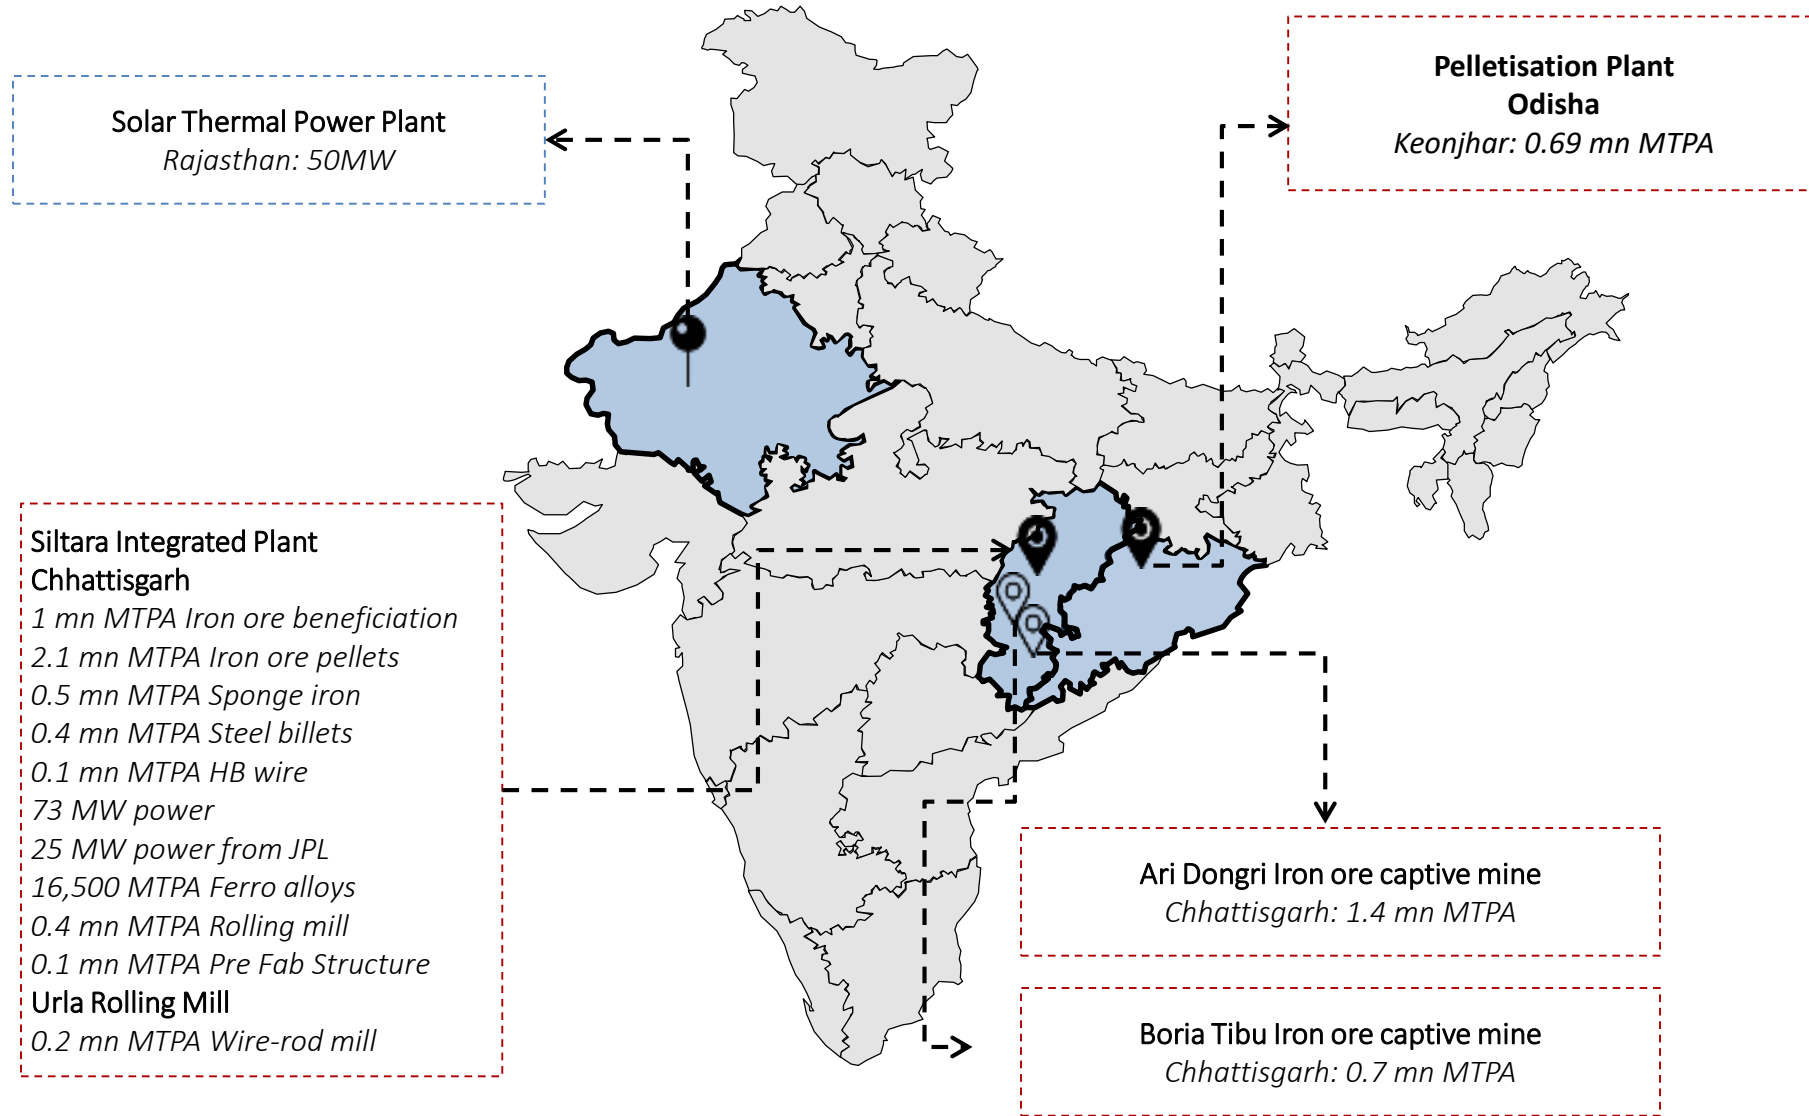 Solar Thermal Power Plant
Rajasthan: 50MW
Pelletisation Plant
Odisha
Keonjhar: 0.69 mn MTPA
Siltara Integrated Plant
Chhattisgarh
1 mn MTPA Iron ore beneficiation
2.1 mn MTPA Iron ore pellets
0.5 mn MTPA Sponge iron
0.4 mn MTPA Steel billets
0.1 mn MTPA HB wire
73 MW power
25 MW power from JPL
16,500 MTPA Ferro alloys
0.4 mn MTPA Rolling mill
0.1 mn MTPA Pre Fab Structure
Urla Rolling Mill
0.2 mn MTPA Wire-rod mill
Ari Dongri Iron ore captive mine
Chhattisgarh: 1.4 mn MTPA
Boria Tibu Iron ore captive mine
Chhattisgarh: 0.7 mn MTPA